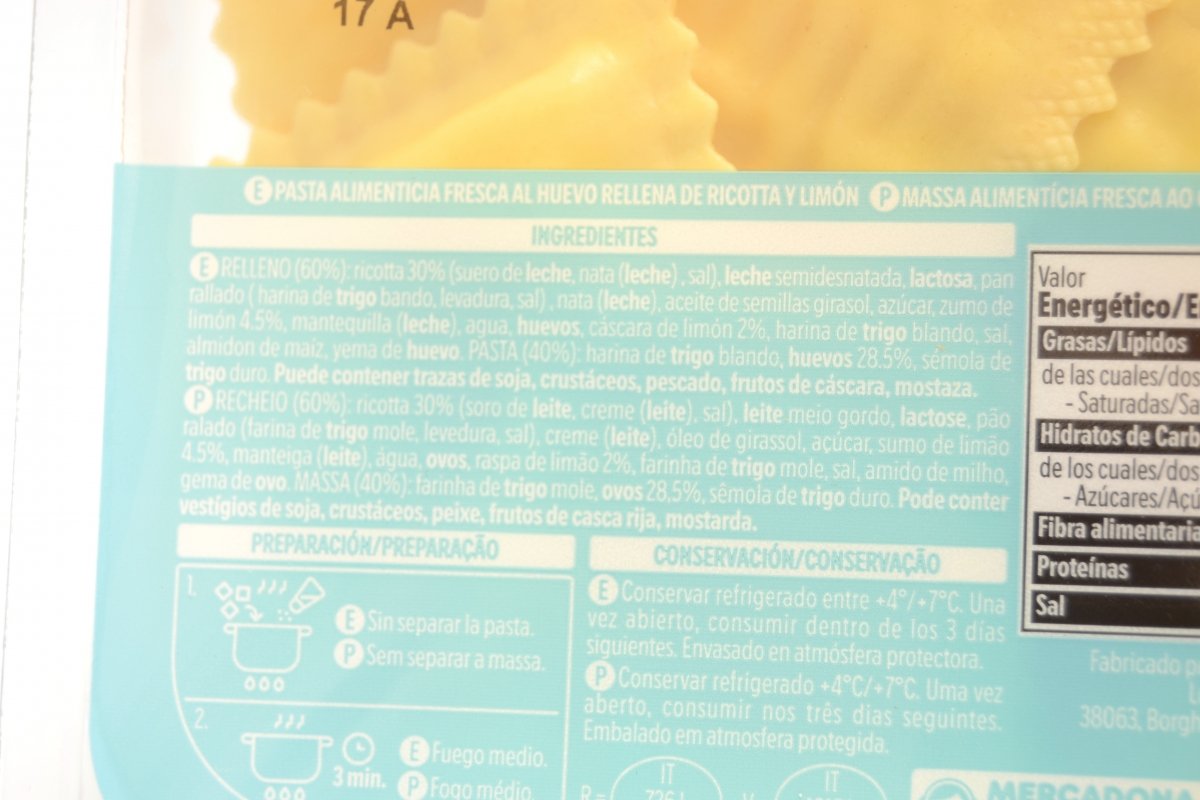 17 A
E PASTA ALIMENTICIA FRESCA AL HUEVO RELLENA DE RICOTTA Y LIMÓN P MASSA ALIMENTÍCIA FRESCA AO
INGREDIENTES
E RELLENO (60%): ricotta 30% (suero de leche, nata (leche) , sal), leche semidesnatada, lactosa, pan
rallado ( harina de trigo bando, levadura, sal) , nata (leche), aceite de semillas girasol, azúcar, zumo de
limón 4.5%, mantequilla (leche), agua, huevos, cáscara de limón 2%, harina de trigo blando, sal,
almidon de maíz, yema de huevo. PASTA (40%): harina de trigo blando, huevos 28.5%, sémola de
trigo duro. Puede contener trazas de soja, crustáceos, pescado, frutos de cáscara, mostaza.
P RECHEIO (60%): ricotta 30% (soro de leite, creme (leite), sal), leite meio gordo, lactose, pão
ralado (farinha de trigo mole, levedura, sal), creme (leite), óleo de girassol, açúcar, sumo de limão
4.5%, manteiga (leite), água, ovos, raspa de limão 2%, farinha de trigo mole, sal, amido de milho,
gema de ovo. MASSA (40%): farinha de trigo mole, ovos 28.5%, sêmola de trigo duro. Pode conter
vestígios de soja, crustáceos, peixe, frutos de casca rija, mostarda.
PREPARACIÓN/PREPARAÇÃO
1.
E Sin separar la pasta.
P Sem separar a massa.
2.
3 min.
E Fuego medio.
P Fogo médio.
CONSERVACIÓN/CONSERVAÇÃO
E Conservar refrigerado entre +4°/+7°C. Una
vez abierto, consumir dentro de los 3 días
siguientes. Envasado en atmósfera protectora.
P Conservar refrigerado +4°C/+7°C. Uma vez
aberto, consumir nos três dias seguintes.
Embalado em atmosfera protegida.
IT
IT
Valor
Energético/E
Grasas/Lípidos
de las cuales/dos
- Saturadas/Sa
Hidratos de Carb
de los cuales/dos
- Azúcares/Açú
Fibra alimentaria
Proteínas
Sal
Fabricado p
38063, Borgh
MERCADONA